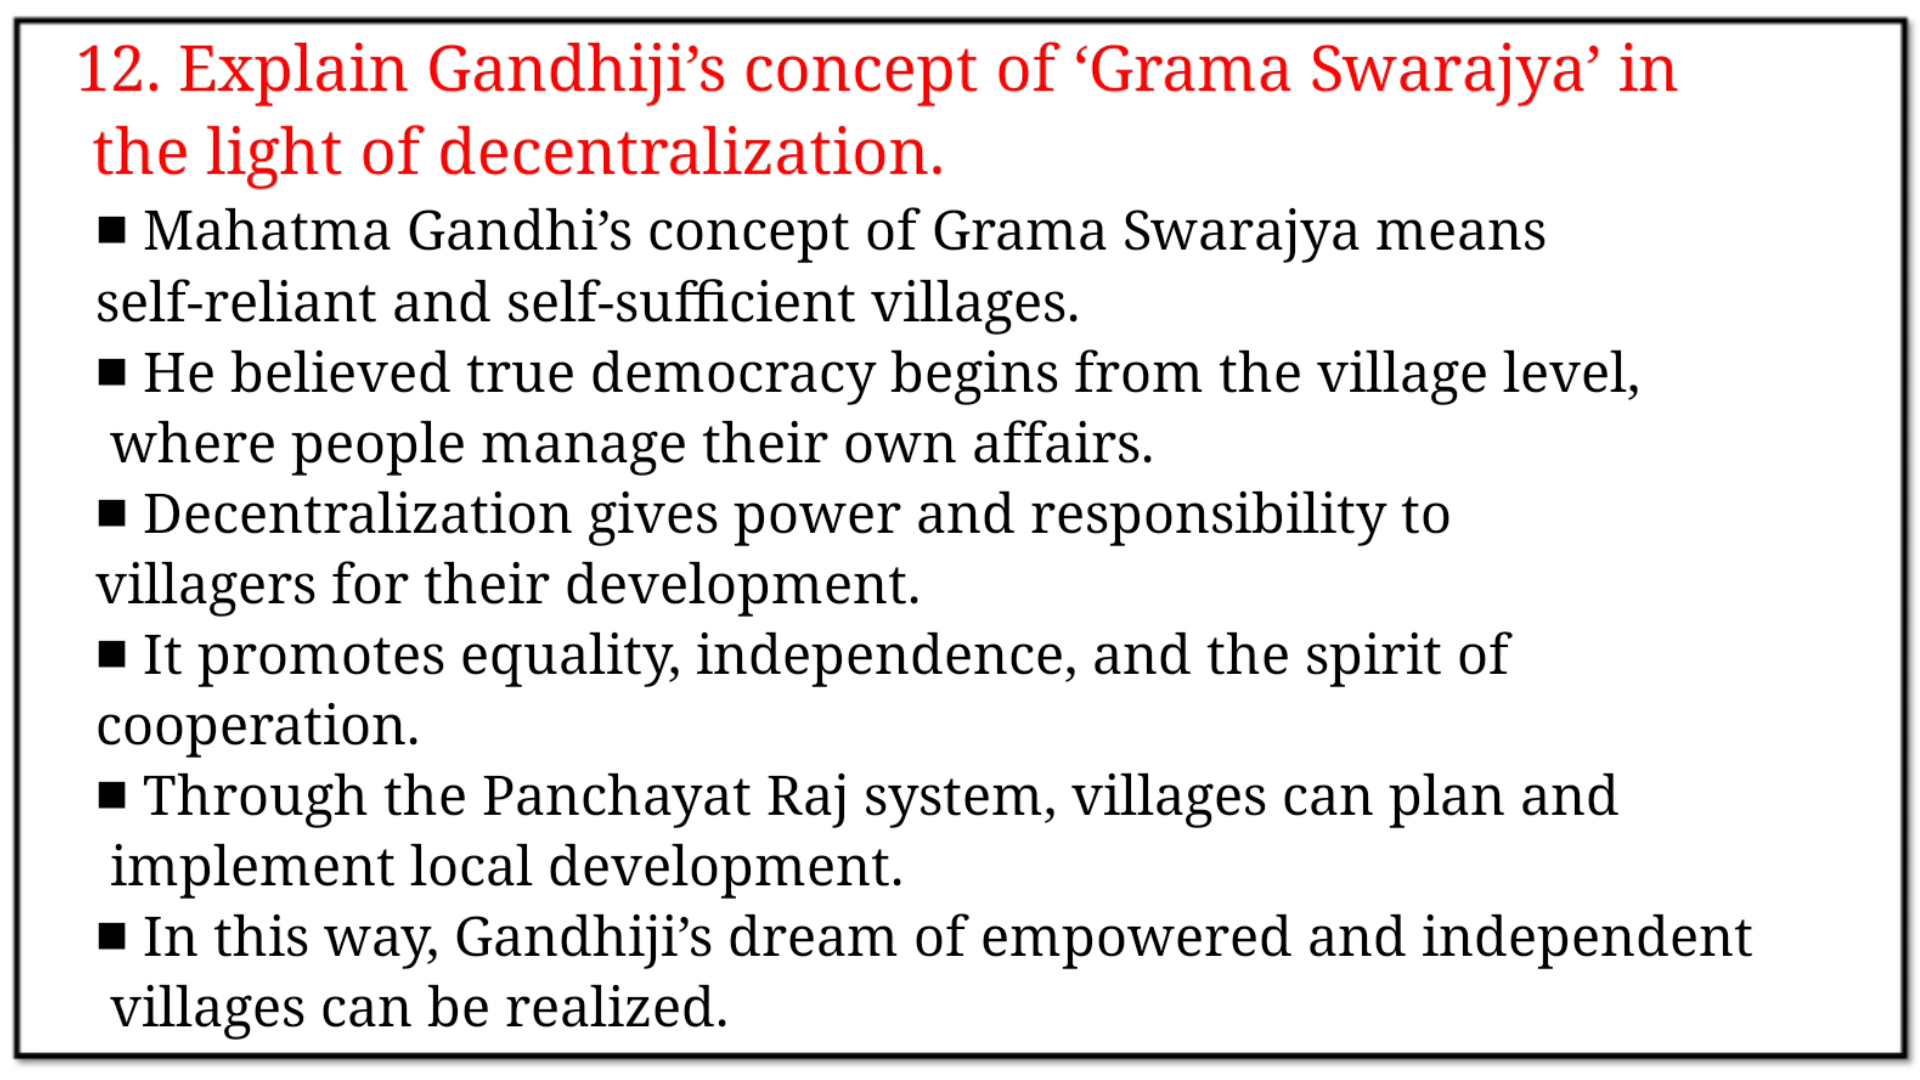 12. Explain Gandhiji’s concept of ‘Grama Swarajya’ in
the light of decentralization.
■ Mahatma Gandhi’s concept of Grama Swarajya means
self-reliant and self-sufficient villages.
■ He believed true democracy begins from the village level,
where people manage their own affairs.
■ Decentralization gives power and responsibility to
villagers for their development.
■ It promotes equality, independence, and the spirit of
cooperation.
■ Through the Panchayat Raj system, villages can plan and
implement local development.
■ In this way, Gandhiji’s dream of empowered and independent
villages can be realized.